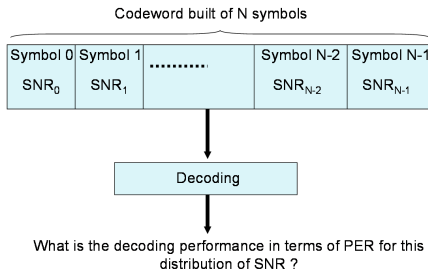 Codeword built of N symbols
Symbol 0 Symbol 1 Symbol N-2 Symbol N-1
SNR0 SNR1 SNRN-2 SNRN-1
Decoding
What is the decoding performance in terms of PER for this
distribution of SNR ?